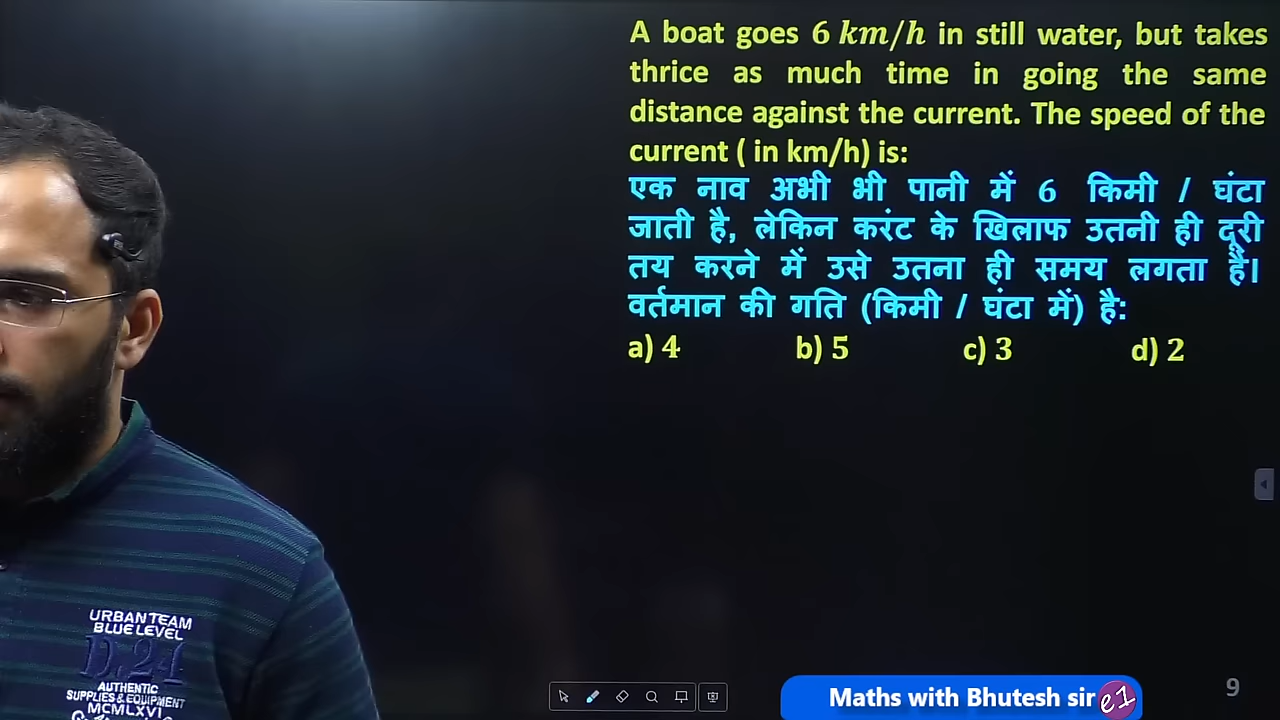 A boat goes 6 km/h in still water, but takes
thrice as much time in going the same
distance against the current. The speed of the
current ( in km/h) is:
एक नाव अभी भी पानी में 6 किमी / घंटा
जाती है, लेकिन करंट के खिलाफ उतनी ही दूरी
तय करने में उसे उतना ही समय लगता है।
वर्तमान की गति (किमी / घंटा में) है:
a) 4 b) 5 c) 3 d) 2
URBAN TEAM
BLUE LEVEL
D.24
AUTHENTIC
SUPPLIES & EQUIPMENT
MCMLXVI
Maths with Bhutesh sir e1
9